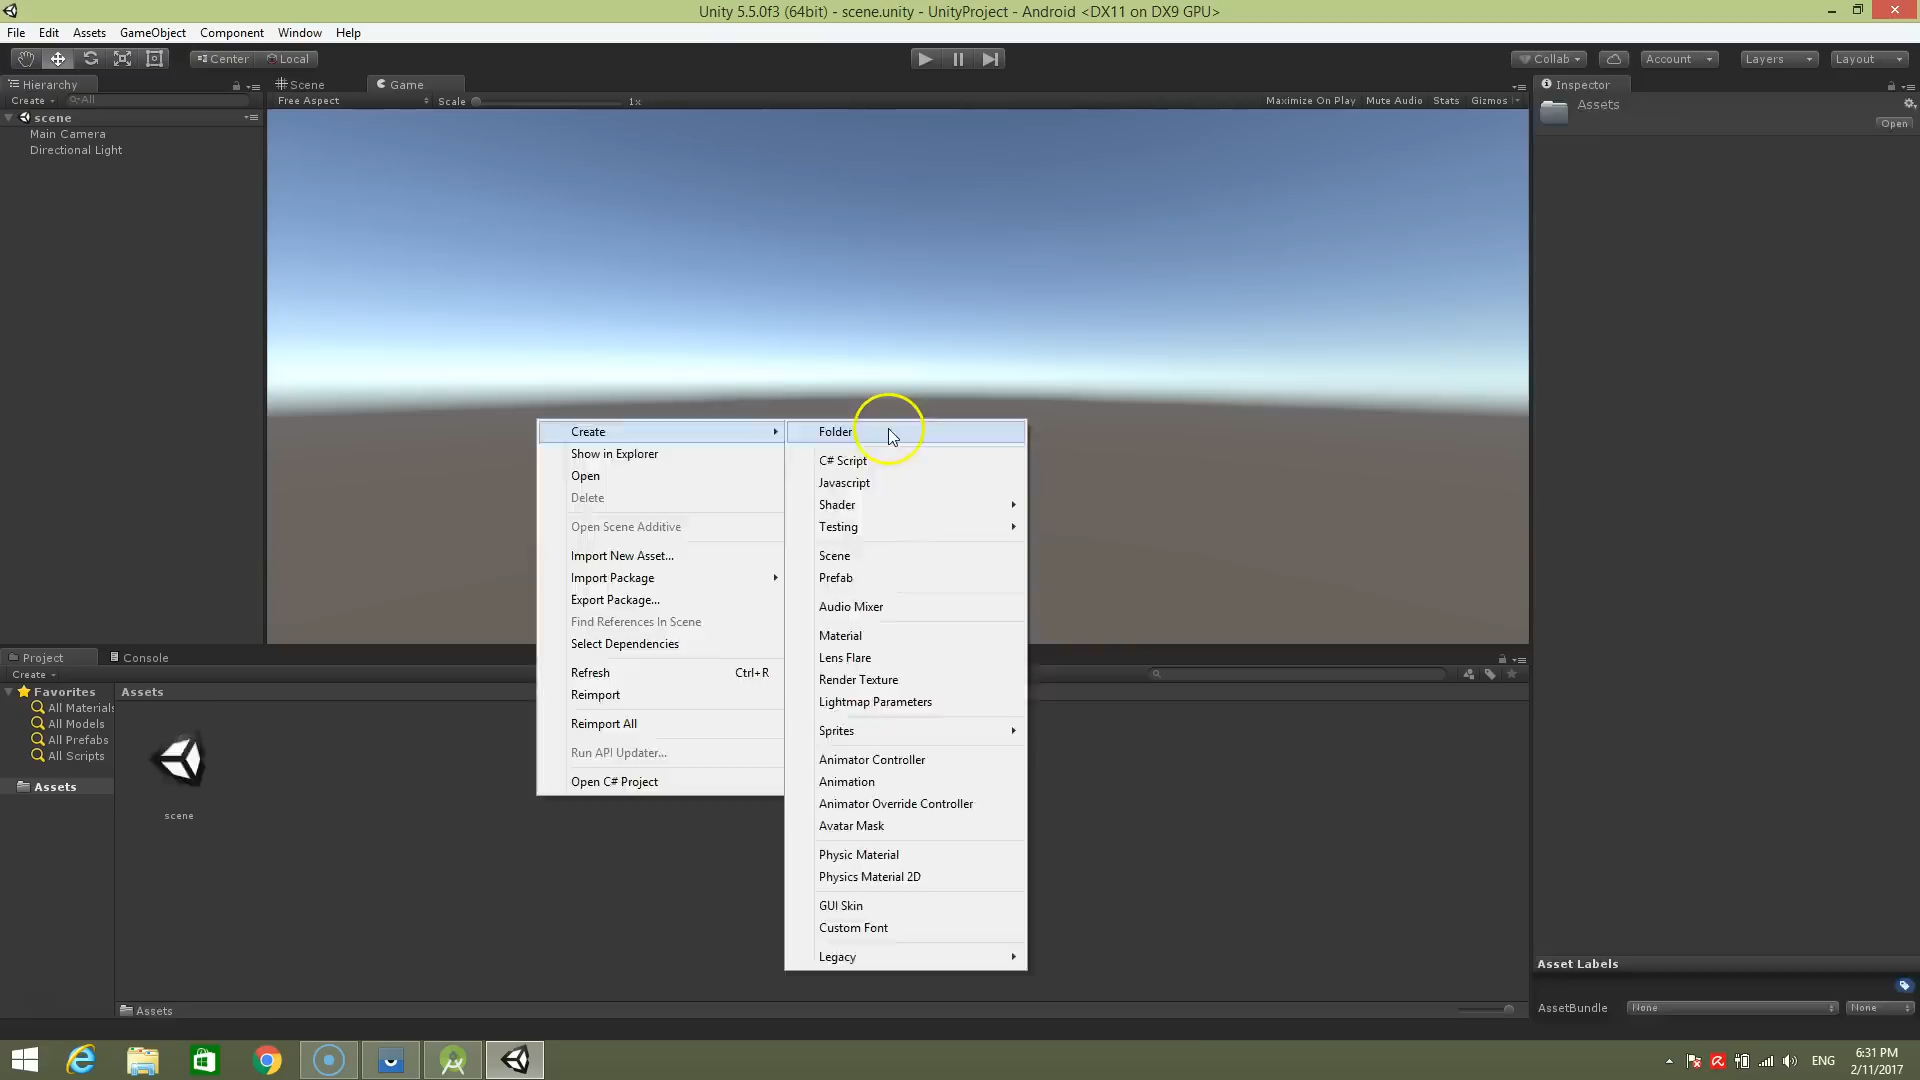 Unity 5.5.0f3 (64bit) - scene.unity - UnityProject - Android <DX11 on DX9 GPU>
File Edit Assets GameObject Component Window Help
Center Local
Collab Account Layers Layout
Hierarchy
Create All
scene
Main Camera
Directional Light
Scene Game
Free Aspect Scale 1x
Maximize On Play Mute Audio Stats Gizmos
Inspector
Assets
Open
Create
Show in Explorer
Open
Delete
Open Scene Additive
Import New Asset...
Import Package
Export Package...
Find References In Scene
Select Dependencies
Refresh Ctrl+R
Reimport
Reimport All
Run API Updater...
Open C# Project
Folder
C# Script
Javascript
Shader
Testing
Scene
Prefab
Audio Mixer
Material
Lens Flare
Render Texture
Lightmap Parameters
Sprites
Animator Controller
Animation
Animator Override Controller
Avatar Mask
Physic Material
Physics Material 2D
GUI Skin
Custom Font
Legacy
Project Console
Create
Favorites
All Materials
All Models
All Prefabs
All Scripts
Assets
Assets
scene
Assets
Asset Labels
AssetBundle None None
ENG
6:31 PM
2/11/2017